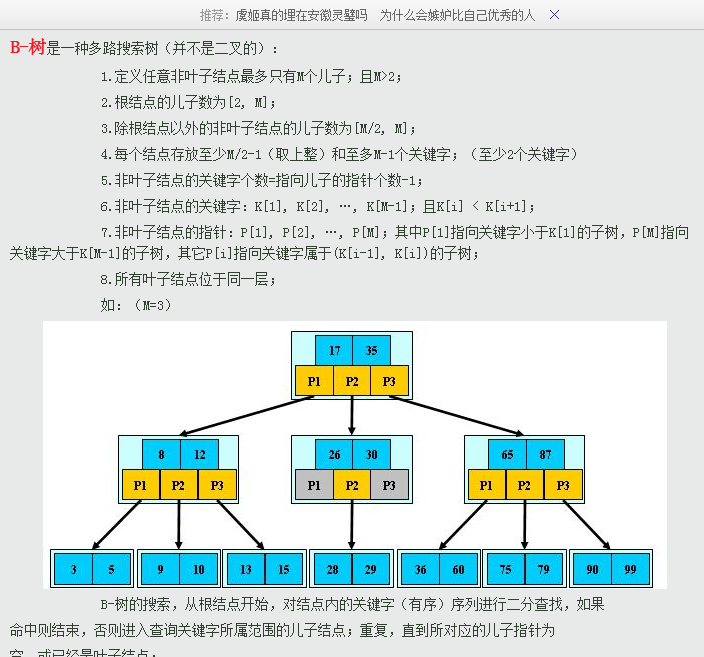 推荐: 虞姬真的埋在安徽灵璧吗 为什么会嫉妒比自己优秀的人 ×
B-树是一种多路搜索树（并不是二叉的）:
1.定义任意非叶子结点最多只有M个儿子；且M>2；
2.根结点的儿子数为[2, M]；
3.除根结点以外的非叶子结点的儿子数为[M/2, M]；
4.每个结点存放至少M/2-1（取上整）和至多M-1个关键字；（至少2个关键字）
5.非叶子结点的关键字个数=指向儿子的指针个数-1；
6.非叶子结点的关键字: K[1], K[2], …, K[M-1]；且K[i] < K[i+1]；
7.非叶子结点的指针: P[1], P[2], …, P[M]；其中P[1]指向关键字小于K[1]的子树，P[M]指向
关键字大于K[M-1]的子树，其它P[i]指向关键字属于(K[i-1], K[i])的子树；
8.所有叶子结点位于同一层；
如:（M=3）
17 35
P1 P2 P3
8 12 26 30 65 87
P1 P2 P3 P1 P2 P3 P1 P2 P3
3 5 9 10 13 15 28 29 36 60 75 79 90 99
B-树的搜索，从根结点开始，对结点内的关键字（有序）序列进行二分查找，如果
命中则结束，否则进入查询关键字所属范围的儿子结点；重复，直到所对应的儿子指针为
空，或已经是叶子结点；